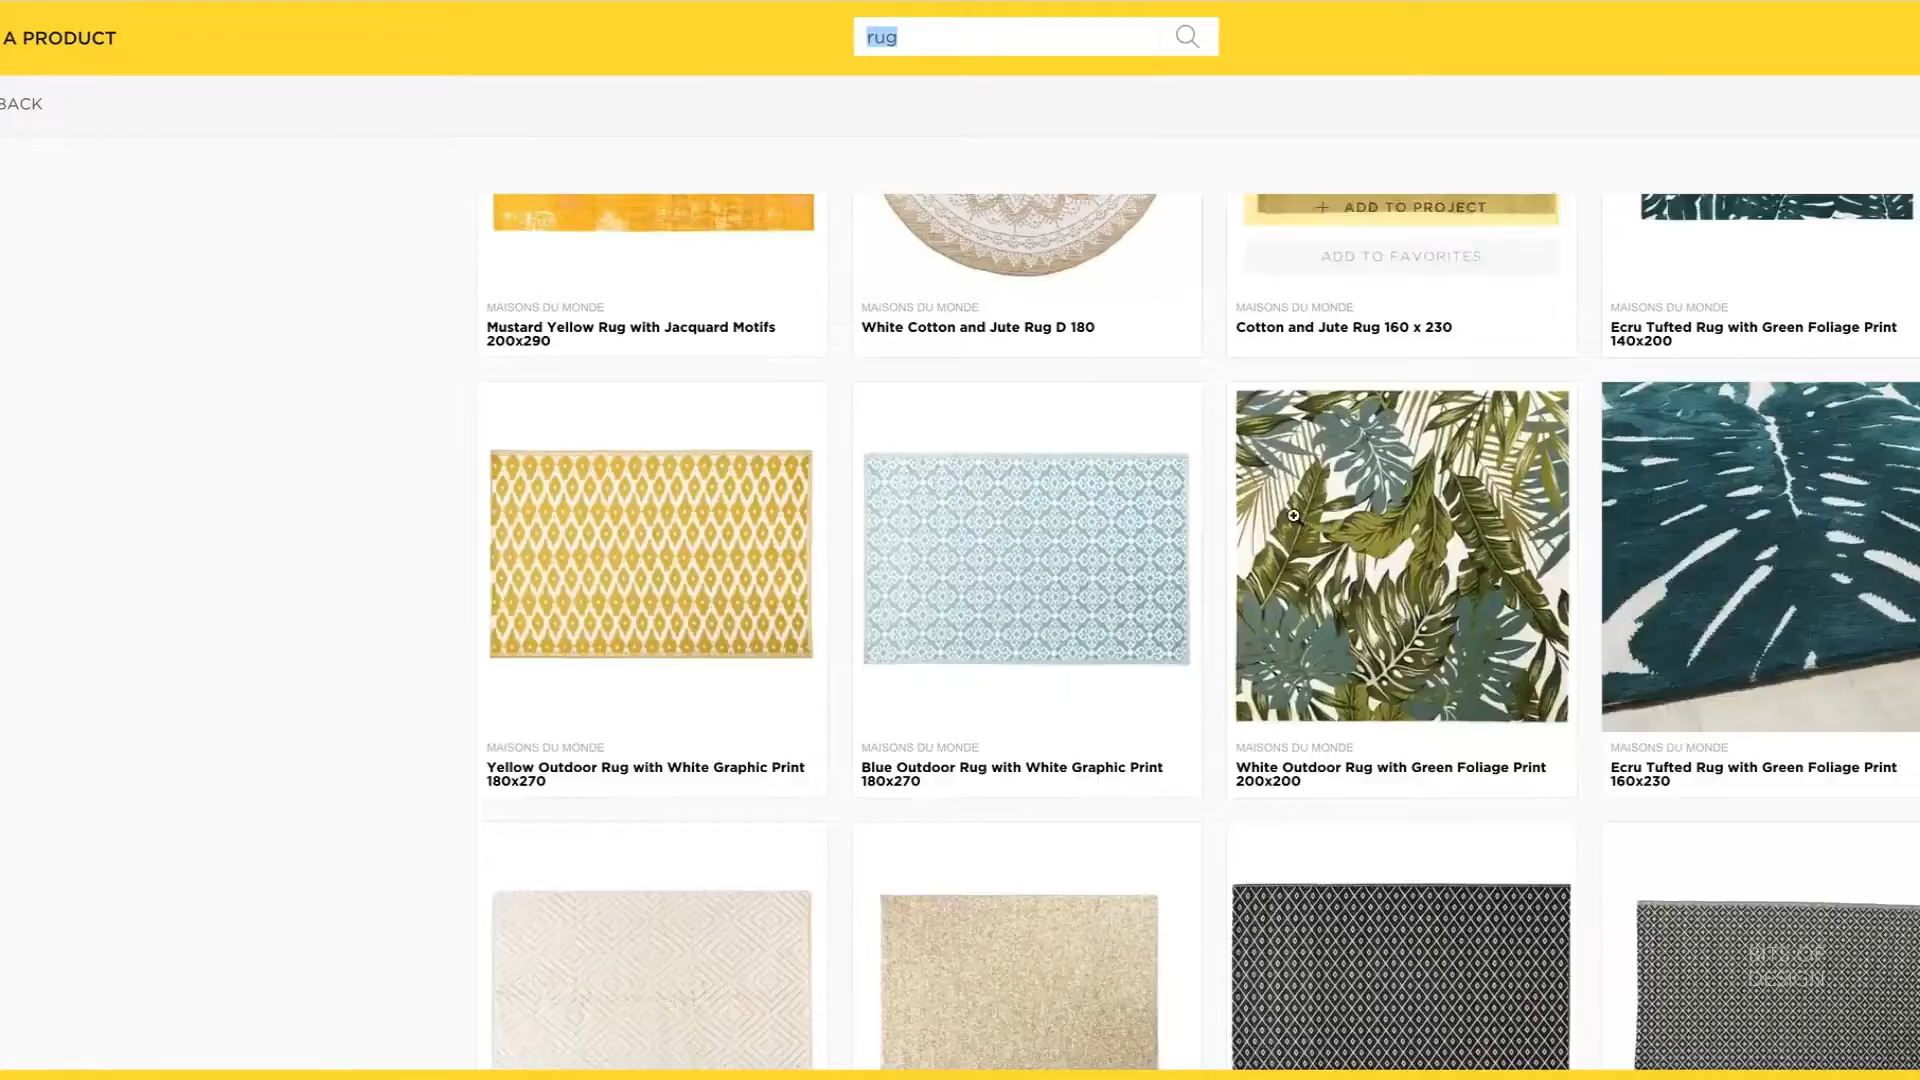 A PRODUCT
rug
BACK
+ ADD TO PROJECT
ADD TO FAVORITES
MAISONS DU MONDE
Mustard Yellow Rug with Jacquard Motifs
200x290
MAISONS DU MONDE
White Cotton and Jute Rug D 180
MAISONS DU MONDE
Cotton and Jute Rug 160 x 230
MAISONS DU MONDE
Ecru Tufted Rug with Green Foliage Print
140x200
MAISONS DU MONDE
Yellow Outdoor Rug with White Graphic Print
180x270
MAISONS DU MONDE
Blue Outdoor Rug with White Graphic Print
180x270
MAISONS DU MONDE
White Outdoor Rug with Green Foliage Print
200x200
MAISONS DU MONDE
Ecru Tufted Rug with Green Foliage Print
160x230
BITS OF
DESIGN